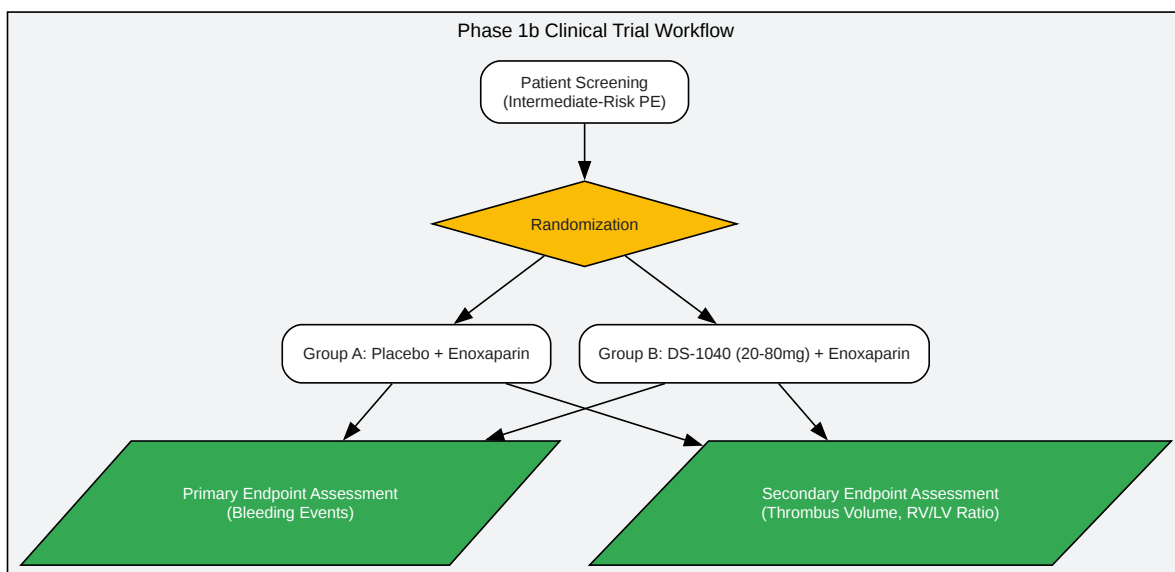 Phase 1b Clinical Trial Workflow
Patient Screening
(Intermediate-Risk PE)
Randomization
Group A: Placebo + Enoxaparin
Group B: DS-1040 (20-80mg) + Enoxaparin
Primary Endpoint Assessment
(Bleeding Events)
Secondary Endpoint Assessment
(Thrombus Volume, RV/LV Ratio)